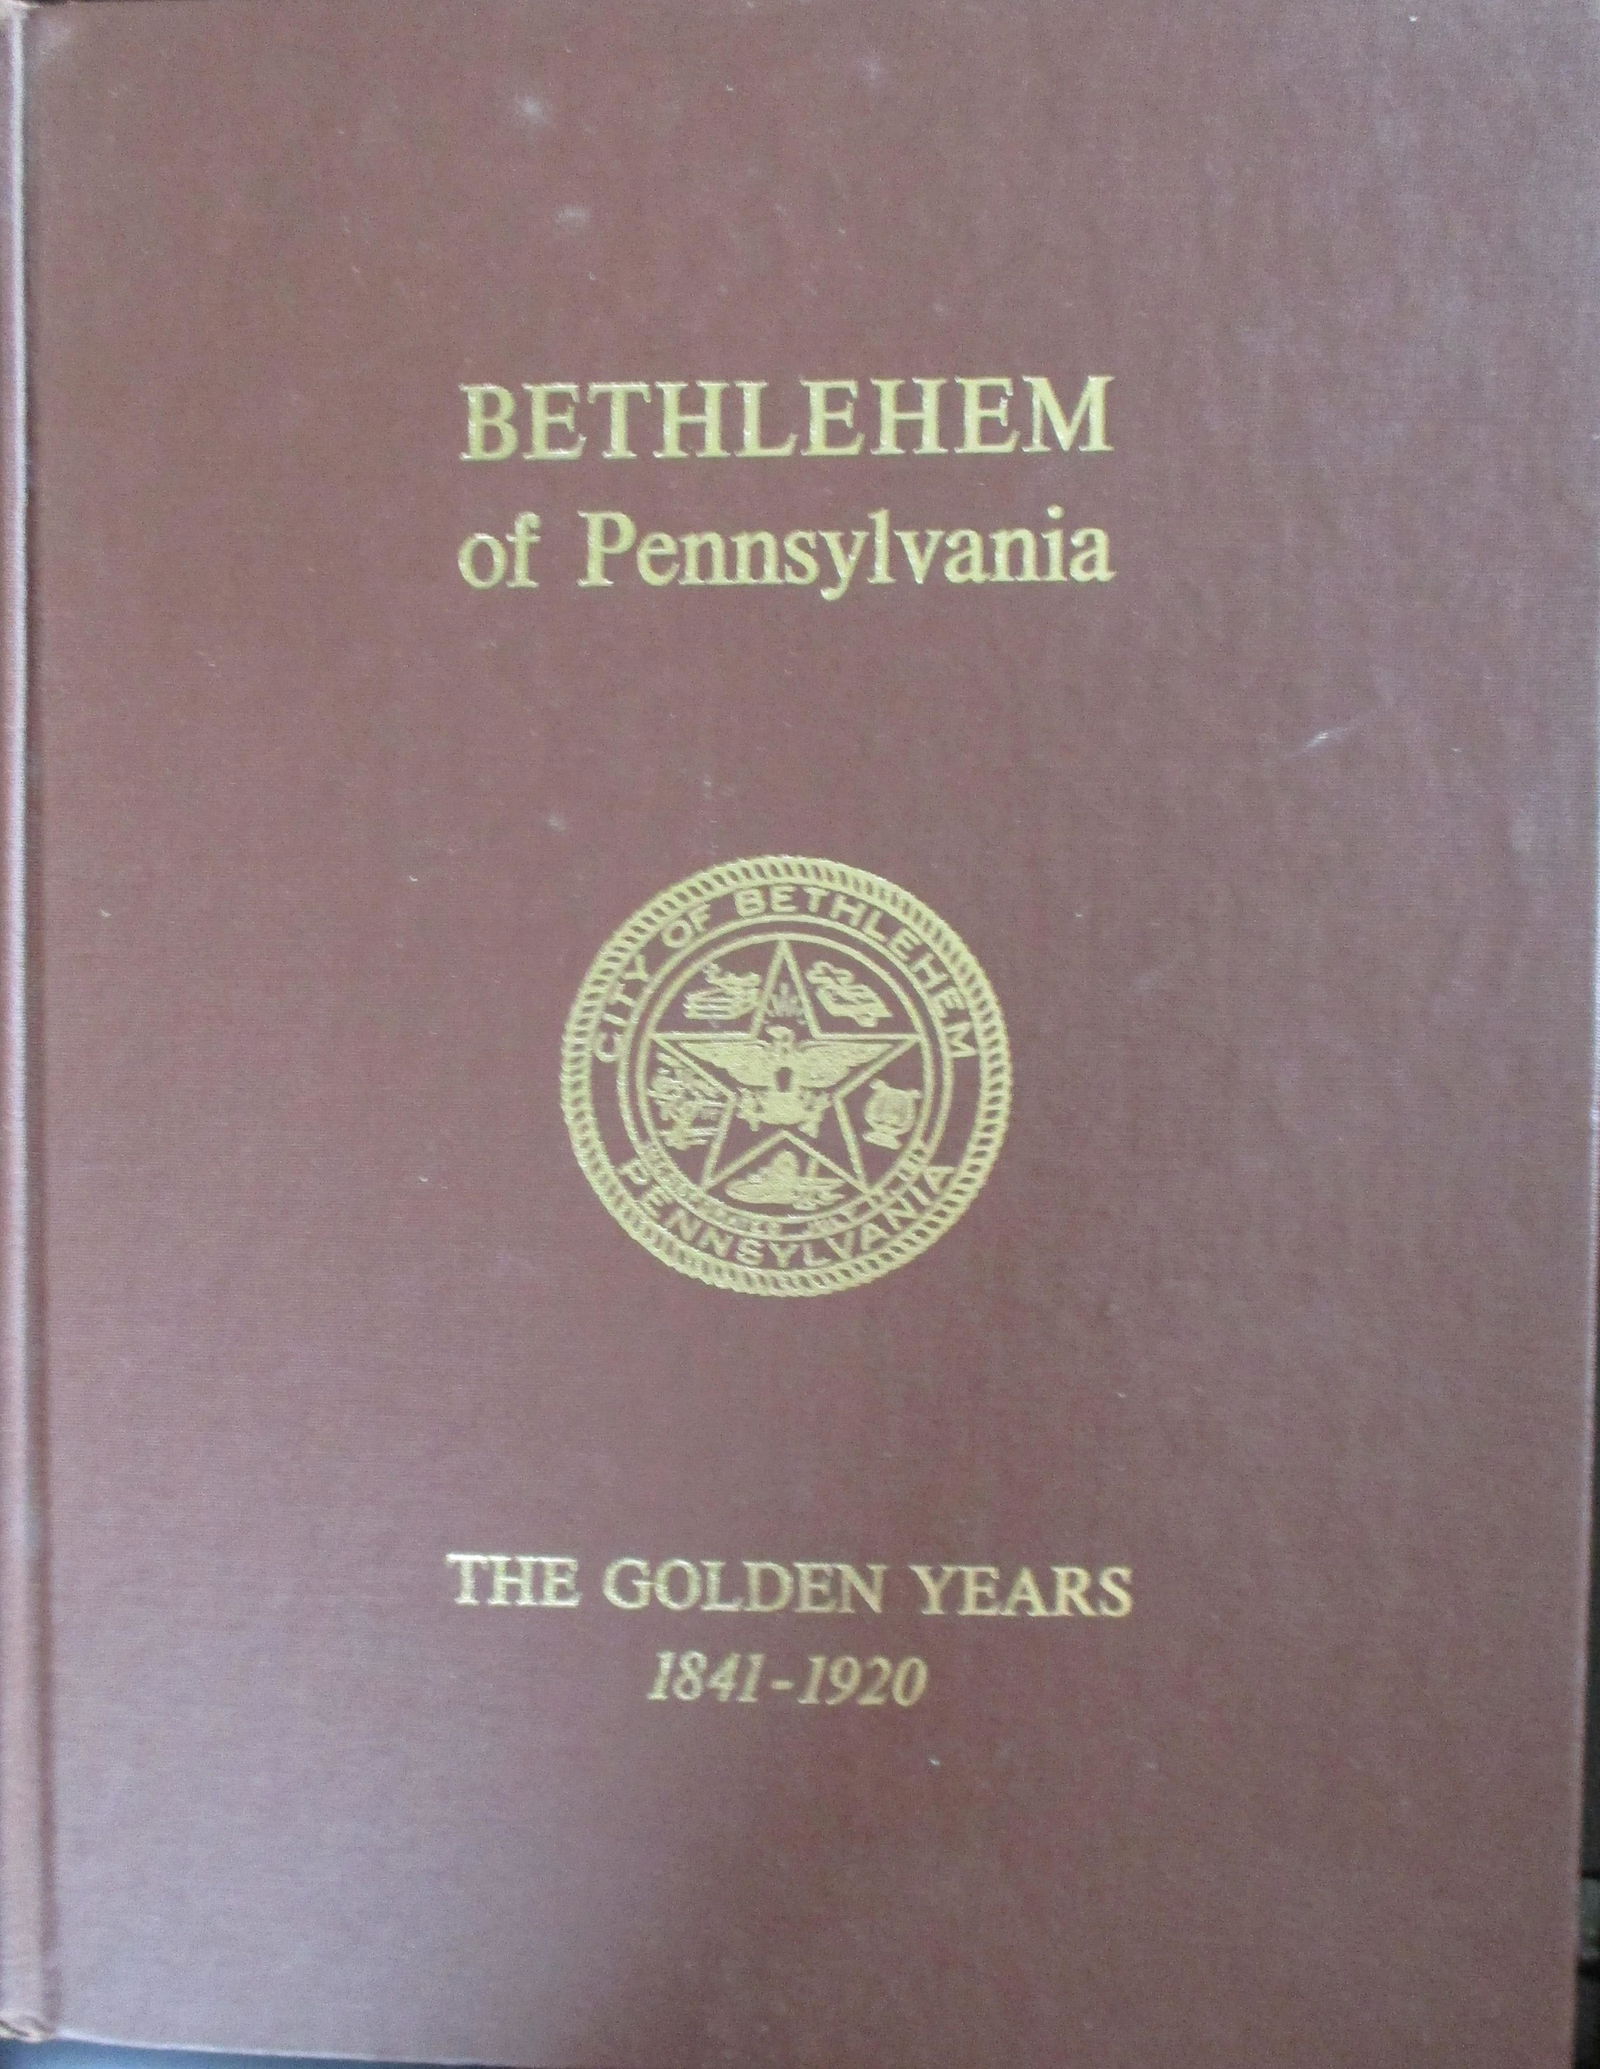 BETHLEHEM
of Pennsylvania
CITY OF BETHLEHEM
PENNSYLVANIA
THE GOLDEN YEARS
1841-1920